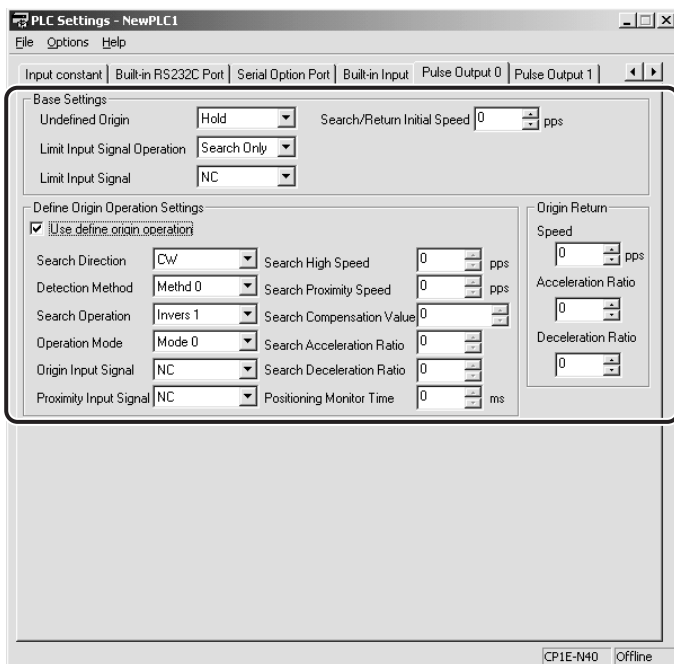 PLC Settings - NewPLC1
File Options Help
Input constant Built-in RS232C Port Serial Option Port Built-in Input Pulse Output 0 Pulse Output 1
Base Settings
Undefined Origin Hold Search/Return Initial Speed 0 pps
Limit Input Signal Operation Search Only
Limit Input Signal NC
Define Origin Operation Settings
Use define origin operation
Search Direction CW Search High Speed 0 pps
Detection Method Methd 0 Search Proximity Speed 0 pps
Search Operation Invers 1 Search Compensation Value 0
Operation Mode Mode 0 Search Acceleration Ratio 0
Origin Input Signal NC Search Deceleration Ratio 0
Proximity Input Signal NC Positioning Monitor Time 0 ms
Origin Return
Speed
0 pps
Acceleration Ratio
0
Deceleration Ratio
0
CP1E-N40 Offline